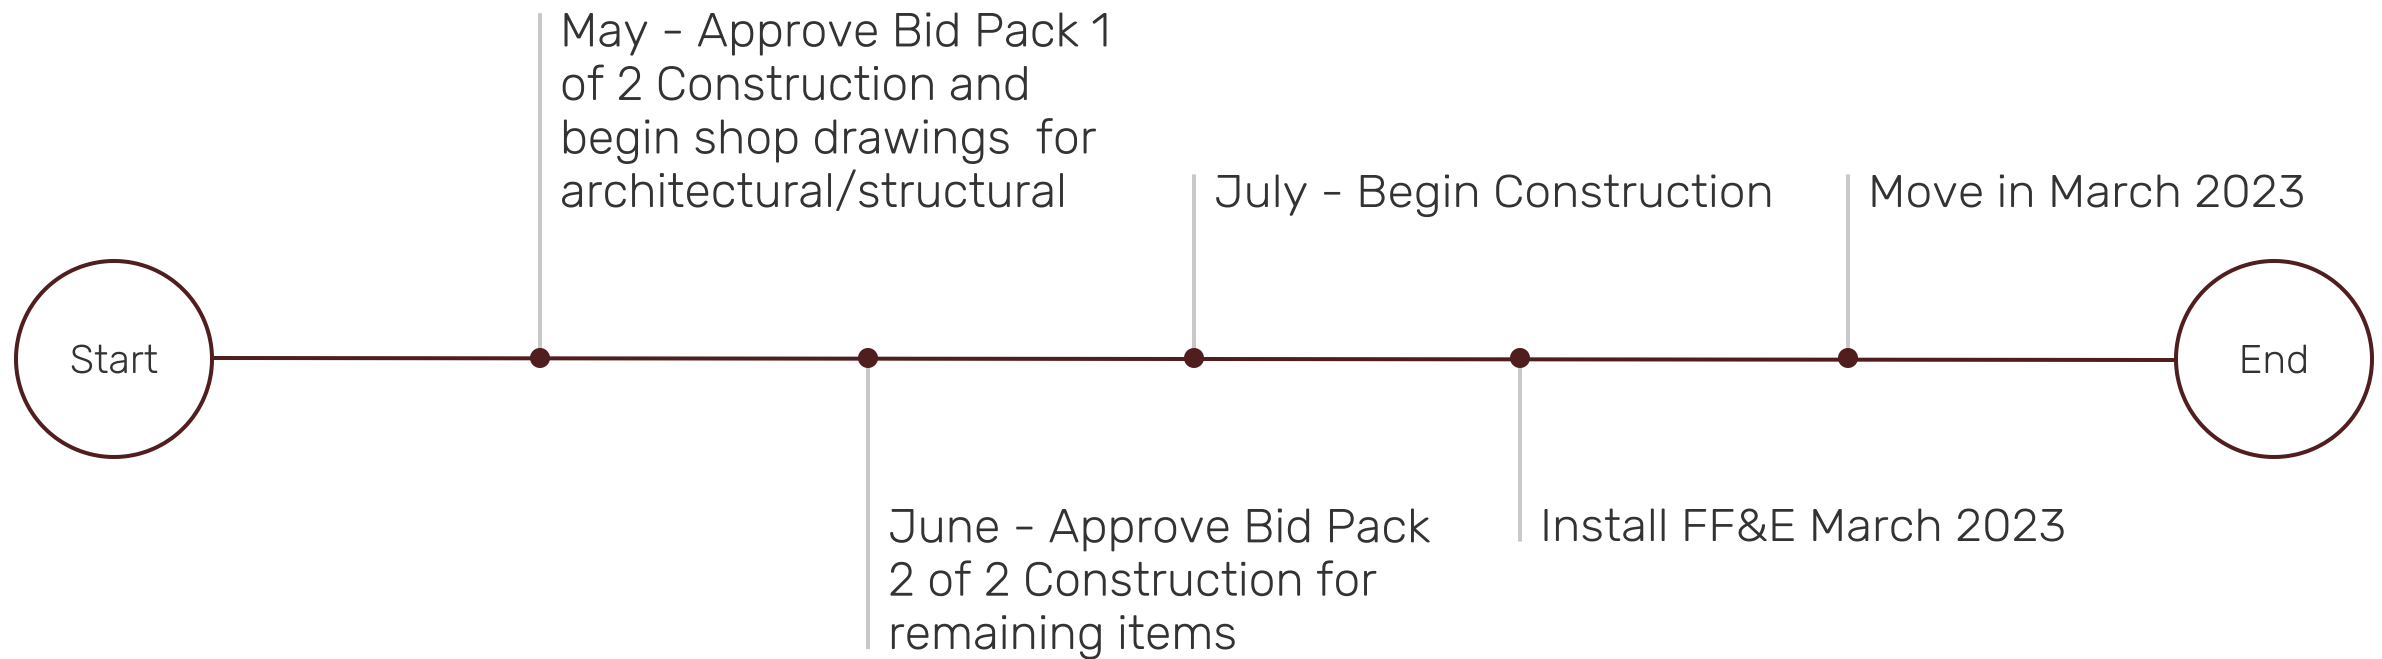 Start
May - Approve Bid Pack 1
of 2 Construction and
begin shop drawings  for
architectural/structural
June - Approve Bid Pack
2 of 2 Construction for
remaining items
July - Begin Construction
Install FF&E March 2023
Move in March 2023
End